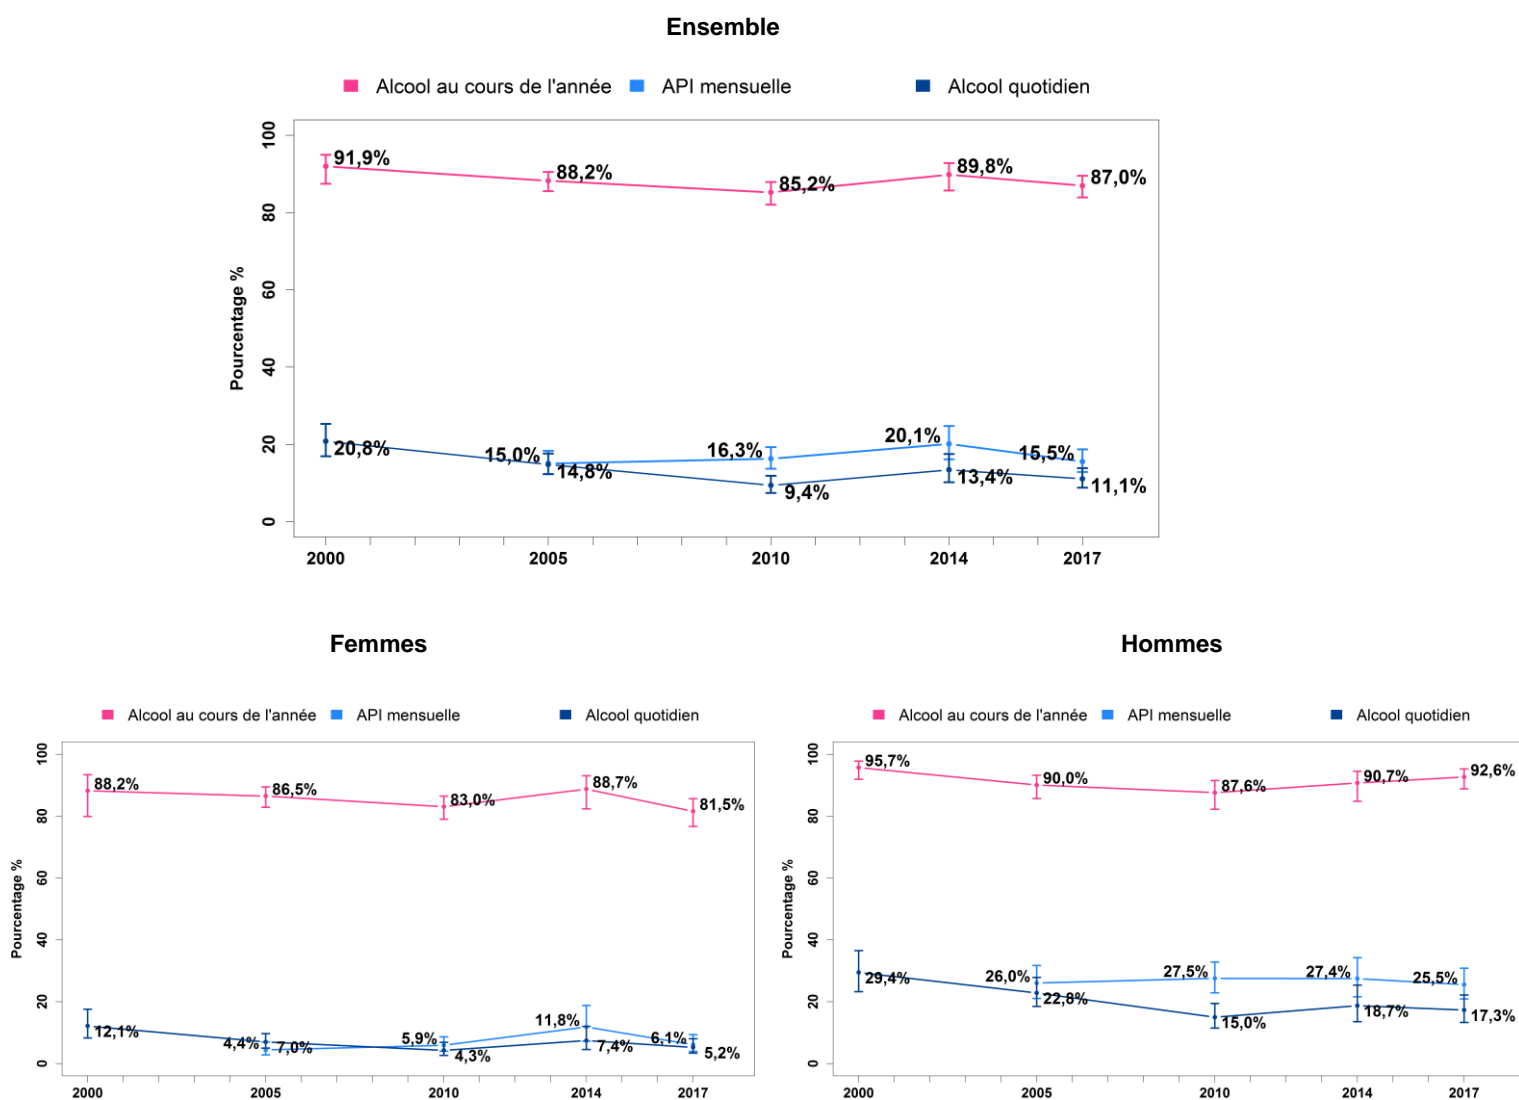 Ensemble
Alcool au cours de l'année API mensuelle Alcool quotidien
Pourcentage %
100
80
60
40
20
0
91,9% 88,2% 85,2% 89,8% 87,0%
15,0% 16,3% 20,1% 15,5%
20,8% 14,8% 9,4% 13,4% 11,1%
2000 2005 2010 2014 2017
Femmes
Alcool au cours de l'année API mensuelle Alcool quotidien
Pourcentage %
100
80
60
40
20
0
88,2% 86,5% 83,0% 88,7% 81,5%
4,4% 5,9% 11,8% 6,1%
12,1% 7,0% 4,3% 7,4% 5,2%
2000 2005 2010 2014 2017
Hommes
Alcool au cours de l'année API mensuelle Alcool quotidien
Pourcentage %
100
80
60
40
20
0
95,7% 90,0% 87,6% 90,7% 92,6%
26,0% 27,5% 27,4% 25,5%
29,4% 22,8% 15,0% 18,7% 17,3%
2000 2005 2010 2014 2017